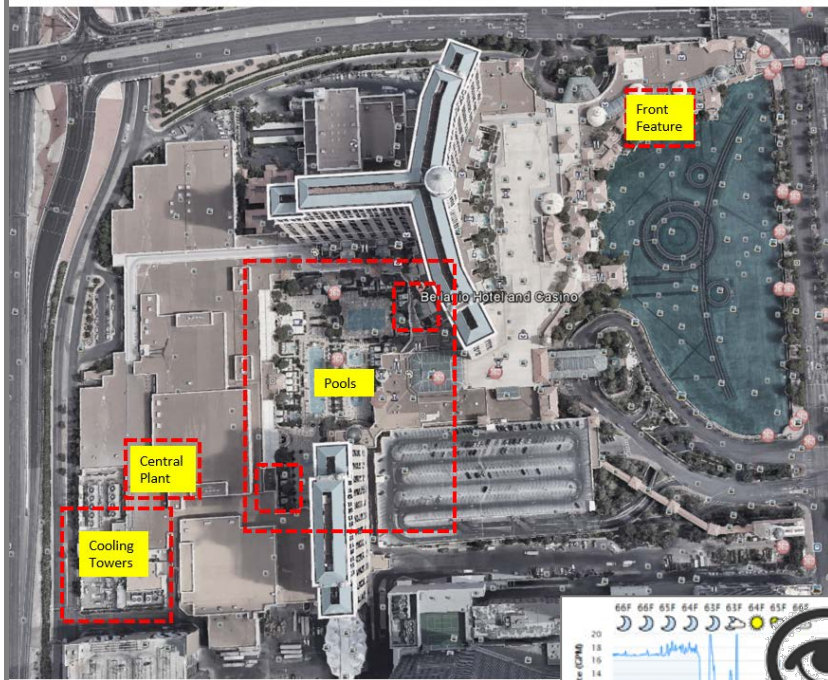 Front
Feature
Bellagio Hotel and Casino
Pools
Central
Plant
Cooling
Towers
66F 66F 65F 64F 63F 63F 64F 65F
20
18
16
14
(GPM)